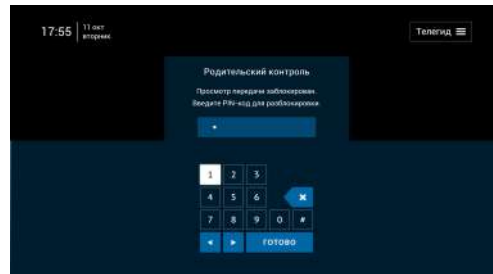 17:55
11 окт
вторник
Телегид
Родительский контроль
Просмотр передачи заблокирован.
Введите PIN-код для разблокировки.
1 2 3
4 5 6
7 8 9 0 #
ГОТОВО